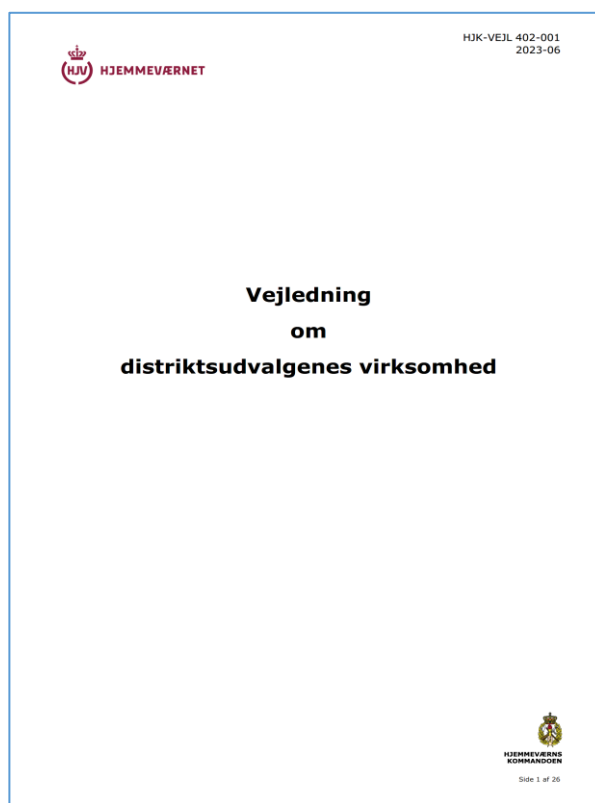 HJK-VEJL 402-001
2023-06
HJV HJEMMEVÆRNET
Vejledning
om
distriktsudvalgenes virksomhed
HJEMMEVÆRNS
KOMMANDOEN
Side 1 af 26